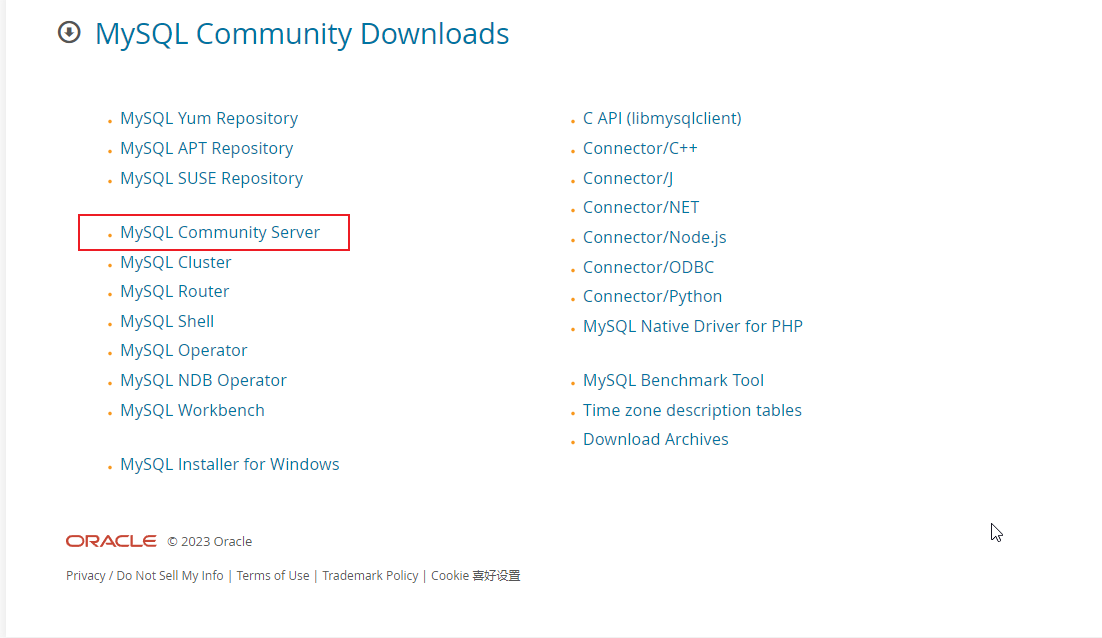 MySQL Community Downloads
MySQL Yum Repository
MySQL APT Repository
MySQL SUSE Repository
MySQL Community Server
MySQL Cluster
MySQL Router
MySQL Shell
MySQL Operator
MySQL NDB Operator
MySQL Workbench
MySQL Installer for Windows
C API (libmysqlclient)
Connector/C++
Connector/J
Connector/NET
Connector/Node.js
Connector/ODBC
Connector/Python
MySQL Native Driver for PHP
MySQL Benchmark Tool
Time zone description tables
Download Archives
ORACLE © 2023 Oracle
Privacy / Do Not Sell My Info | Terms of Use | Trademark Policy | Cookie 喜好设置